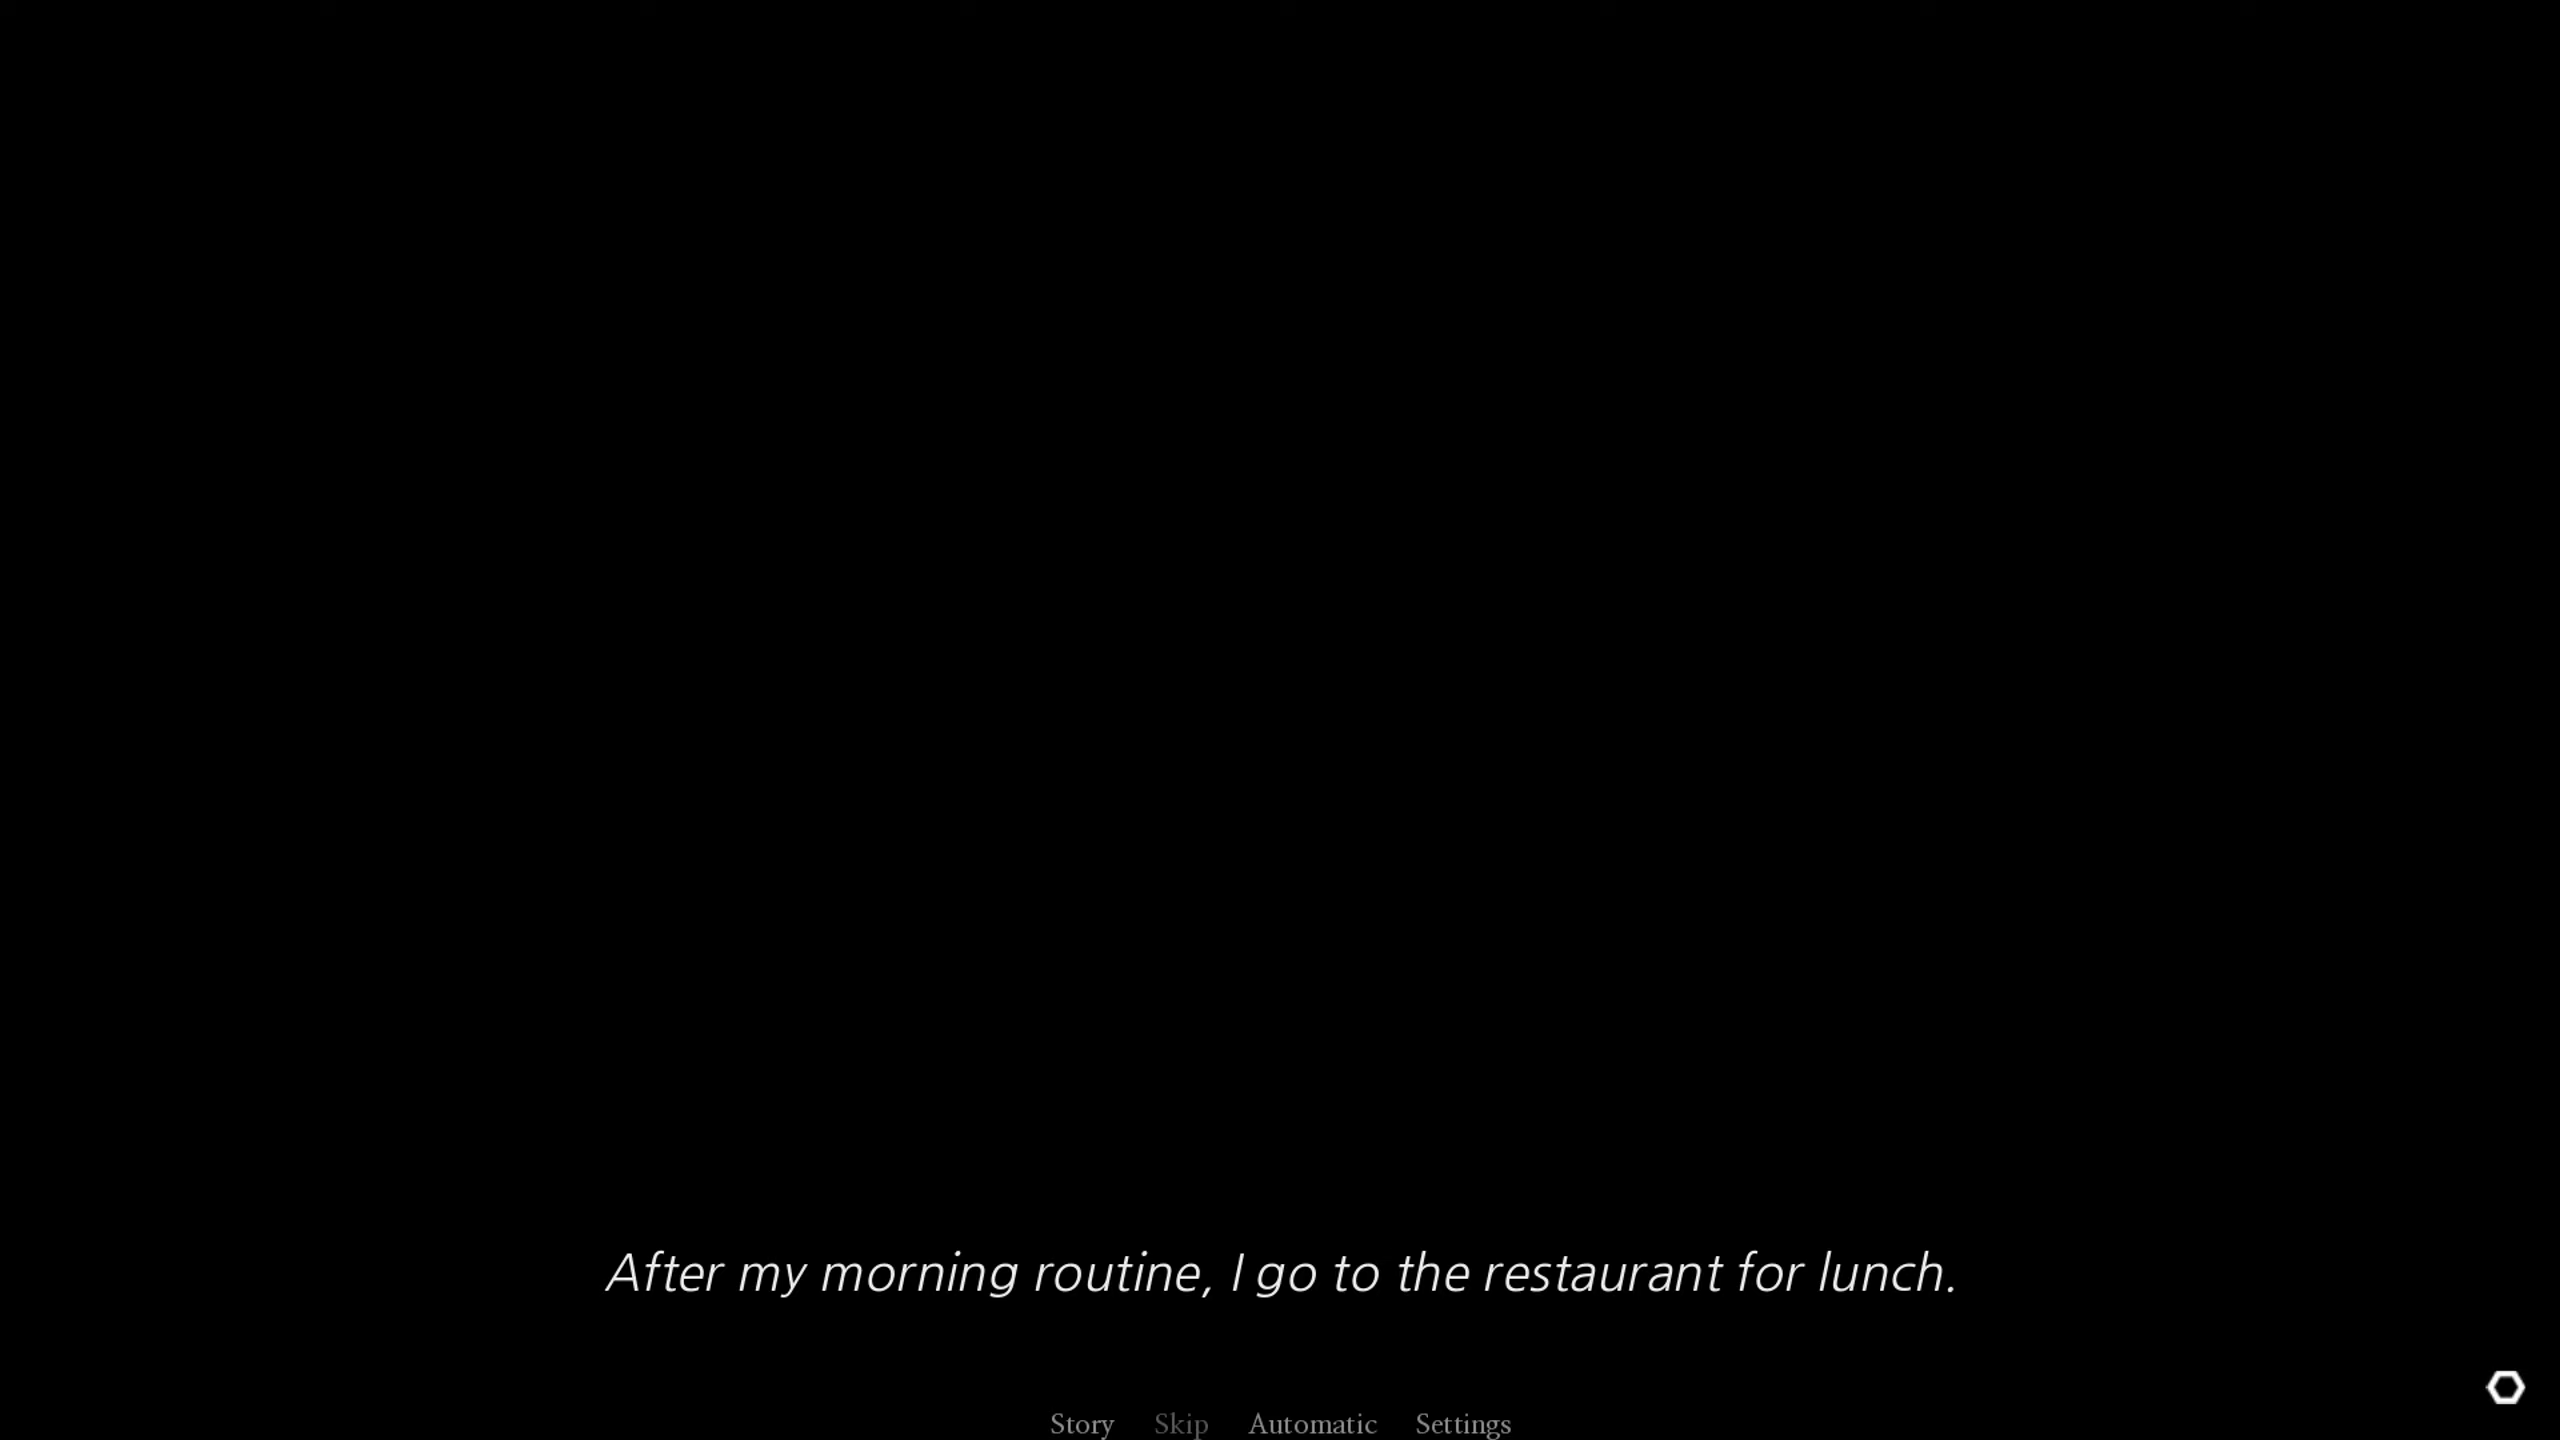 After my morning routine, I go to the restaurant for lunch.
Story Skip Automatic Settings